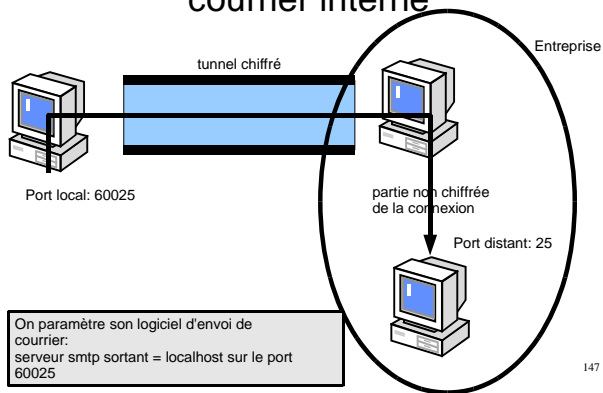 courrier interne
Entreprise
tunnel chiffré
Port local: 60025
partie non chiffrée
de la connexion
Port distant: 25
On paramètre son logiciel d'envoi de
courrier:
serveur smtp sortant = localhost sur le port
60025
147